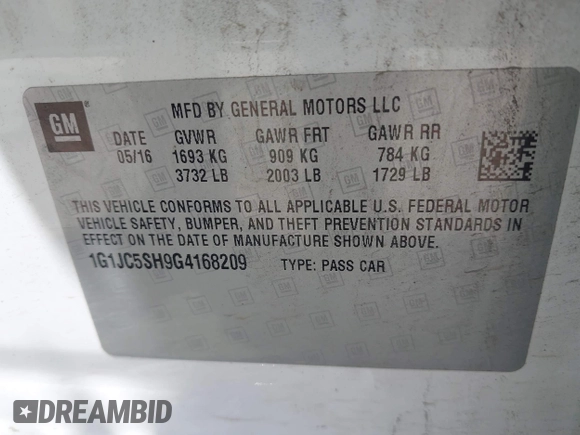 GM
MFD BY GENERAL MOTORS LLC
DATE GVWR GAWR FRT GAWR RR
05/16 1693 KG 909 KG 784 KG
3732 LB 2003 LB 1729 LB
THIS VEHICLE CONFORMS TO ALL APPLICABLE U.S. FEDERAL MOTOR
VEHICLE SAFETY, BUMPER, AND THEFT PREVENTION STANDARDS IN
EFFECT ON THE DATE OF MANUFACTURE SHOWN ABOVE.
1G1JC5SH9G4168209 TYPE: PASS CAR
DREAMBID